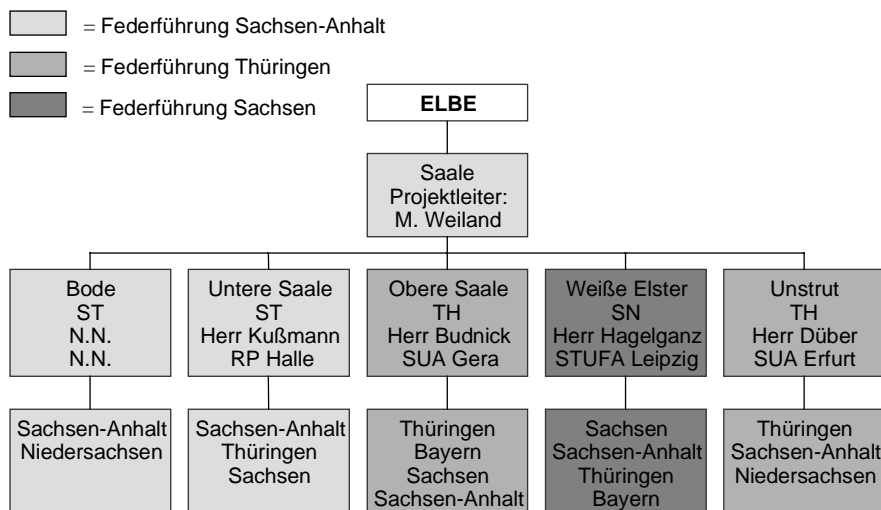 = Federführung Sachsen-Anhalt
= Federführung Thüringen
= Federführung Sachsen
ELBE
Saale
Projektleiter:
M. Weiland
Bode
ST
N.N.
N.N.
Untere Saale
ST
Herr Kußmann
RP Halle
Obere Saale
TH
Herr Budnick
SUA Gera
Weiße Elster
SN
Herr Hagelganz
STUFA Leipzig
Unstrut
TH
Herr Düber
SUA Erfurt
Sachsen-Anhalt
Niedersachsen
Sachsen-Anhalt
Thüringen
Sachsen
Thüringen
Bayern
Sachsen
Sachsen-Anhalt
Sachsen
Sachsen-Anhalt
Thüringen
Bayern
Thüringen
Sachsen-Anhalt
Niedersachsen